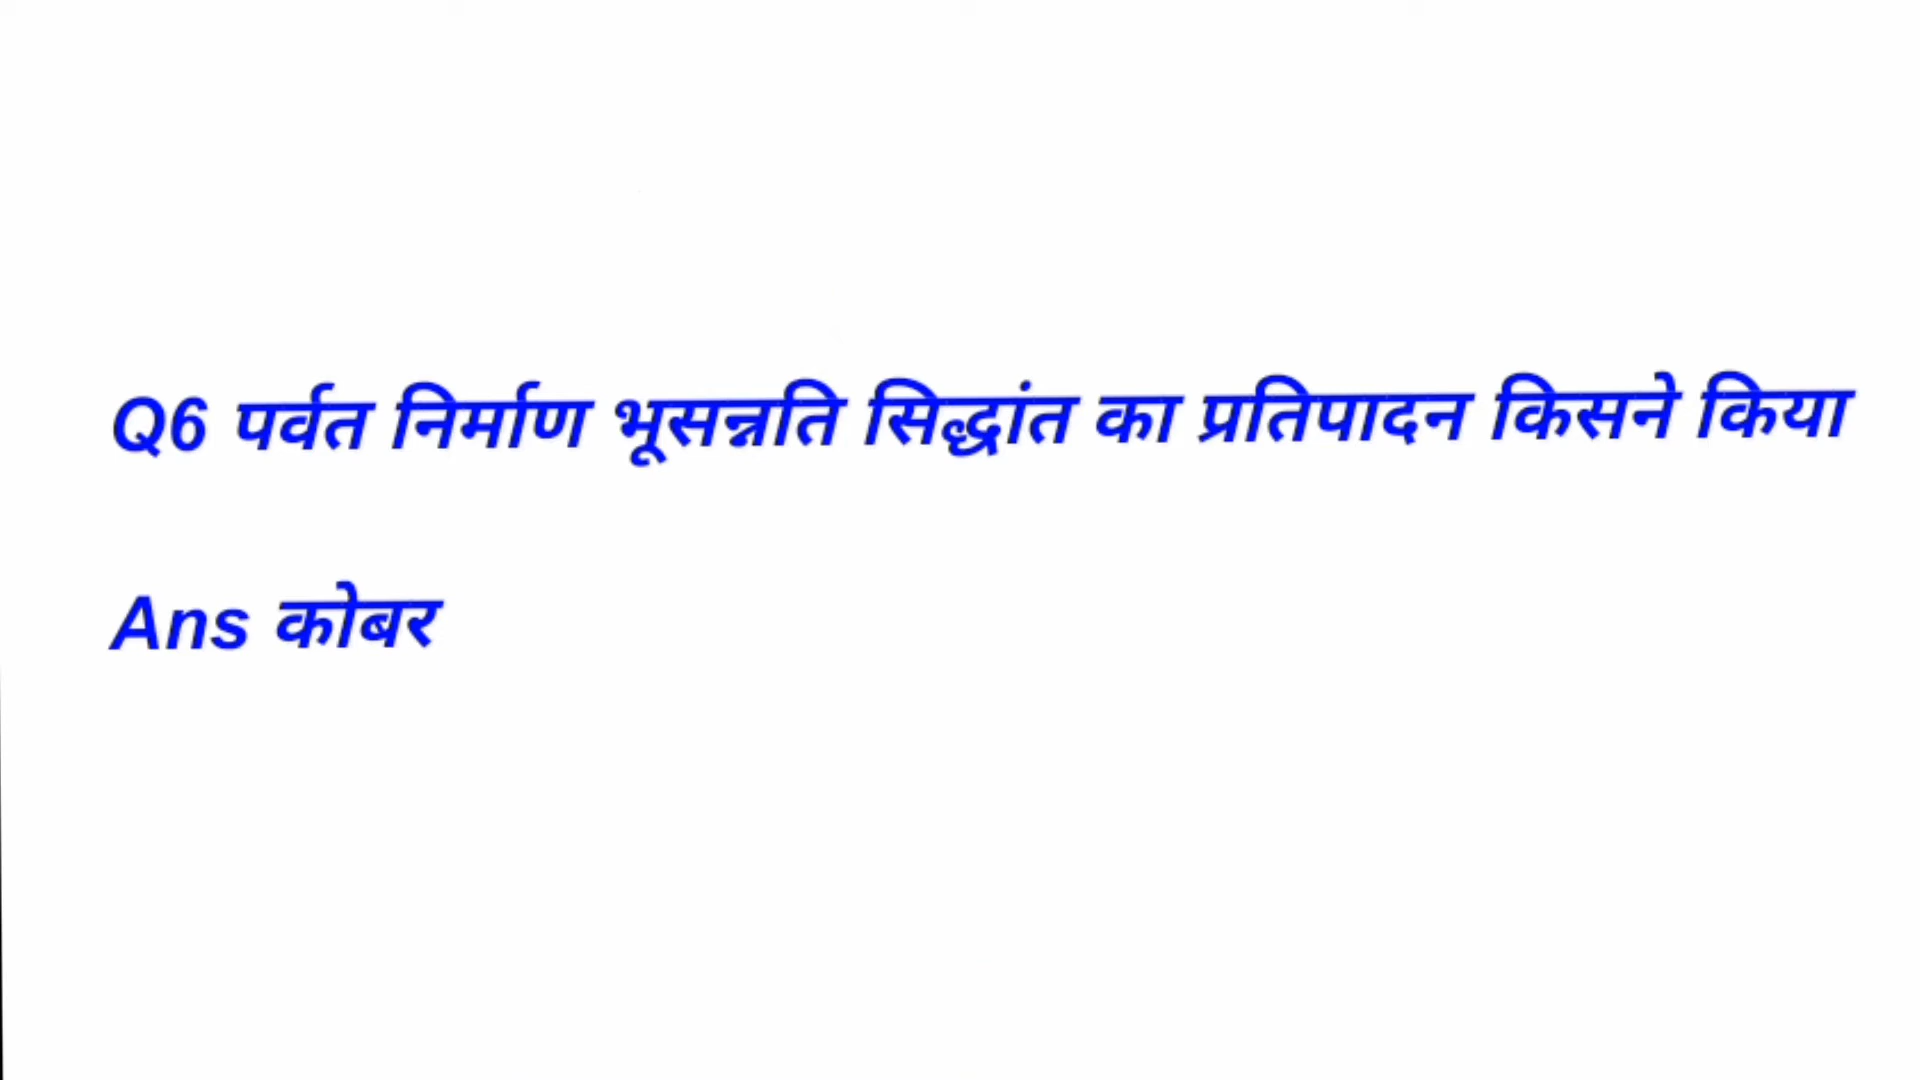 Q6 पर्वत निर्माण भूसन्नति सिद्धांत का प्रतिपादन किसने किया
Ans कोबर